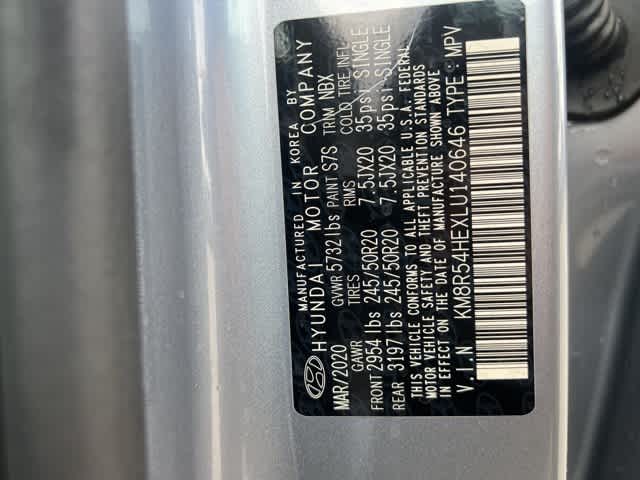 MANUFACTURED IN KOREA BY
HYUNDAI MOTOR COMPANY
MAR/2020 GVWR 5732 lbs PAINT S7S TRIM NBX
GAWR TIRES RIMS COLD TIRE INFL
FRONT 2954 lbs 245/50R20 7.5JX20 35psi SINGLE
REAR 3197 lbs 245/50R20 7.5JX20 35psi SINGLE
THIS VEHICLE CONFORMS TO ALL APPLICABLE U.S.A. FEDERAL
MOTOR VEHICLE SAFETY AND THEFT PREVENTION STANDARDS
IN EFFECT ON THE DATE OF MANUFACTURE SHOWN ABOVE
V.I.N KM8R54HEXLU140646 TYPE : MPV